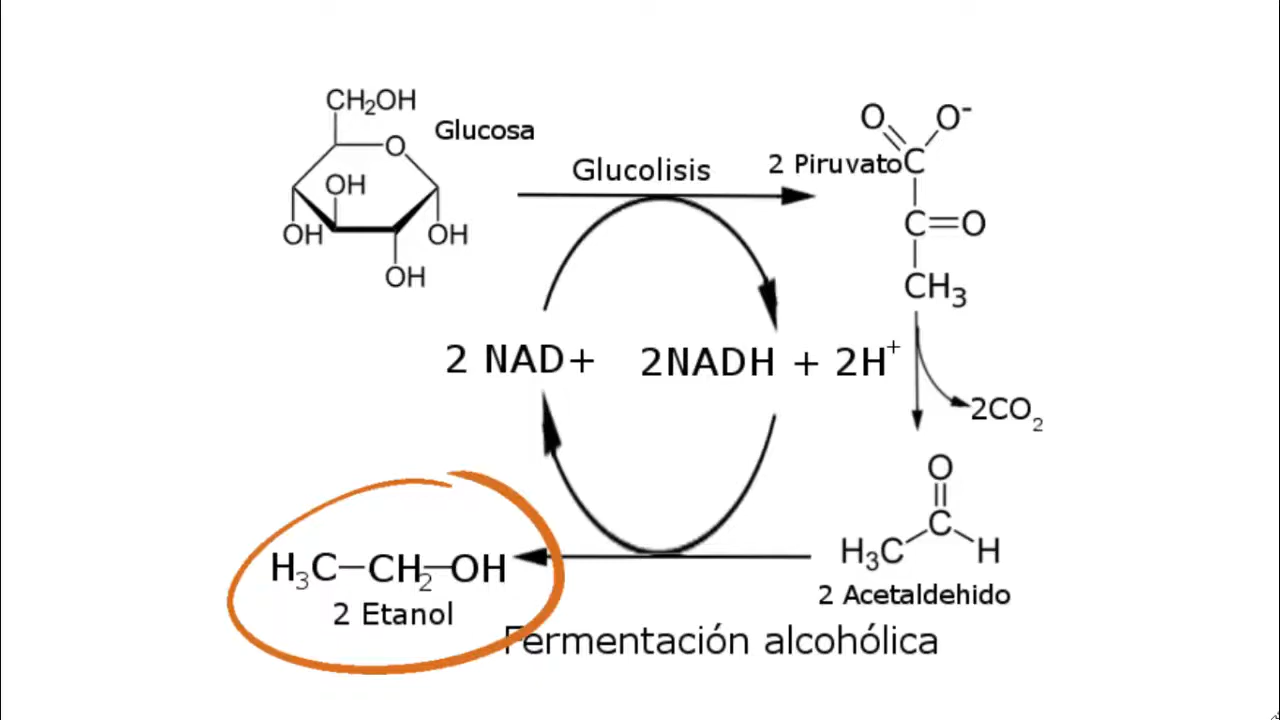 CH₂OH
O
Glucosa
OH
OH
OH
OH
Glucolisis
2 Piruvato
O
O⁻
C
C=O
CH₃
2 NAD+
2NADH + 2H⁺
2CO₂
O
C
H₃C
H
2 Acetaldehido
H₃C—CH₂—OH
2 Etanol
Fermentación alcohólica